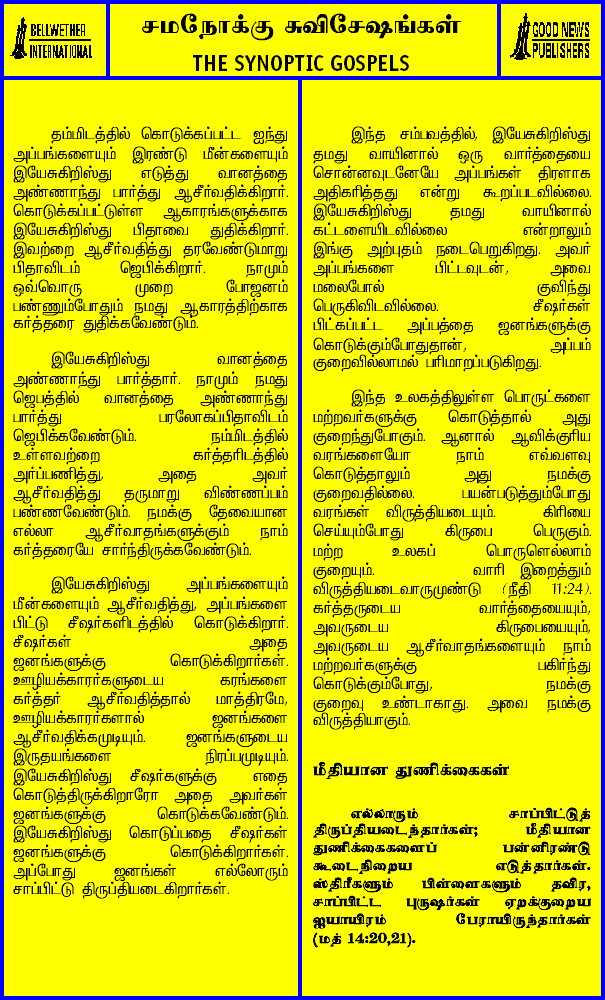 BELLWETHER
INTERNATIONAL
சமநோக்கு சுவிசேஷங்கள்
THE SYNOPTIC GOSPELS
GOOD NEWS
PUBLISHERS
தம்மிடத்தில் கொடுக்கப்பட்ட ஐந்து
அப்பங்களையும் இரண்டு மீன்களையும்
இயேசுகிறிஸ்து எடுத்து வானத்தை
அண்ணாந்து பார்த்து ஆசீர்வதிக்கிறார்.
கொடுக்கப்பட்டுள்ள ஆகாரங்களுக்காக
இயேசுகிறிஸ்து பிதாவை துதிக்கிறார்.
இவற்றை ஆசீர்வதித்து தரவேண்டுமாறு
பிதாவிடம் ஜெபிக்கிறார். நாமும்
ஒவ்வொரு முறை போஜனம்
பண்ணும்போதும் நமது ஆகாரத்திற்காக
கர்த்தரை துதிக்கவேண்டும்.
இயேசுகிறிஸ்து வானத்தை
அண்ணாந்து பார்த்தார். நாமும் நமது
ஜெபத்தில் வானத்தை அண்ணாந்து
பார்த்து பரலோகப்பிதாவிடம்
ஜெபிக்கவேண்டும். நம்மிடத்தில்
உள்ளவற்றை கர்த்தரிடத்தில்
அர்ப்பணித்து, அதை அவர்
ஆசீர்வதித்து தருமாறு விண்ணப்பம்
பண்ணவேண்டும். நமக்கு தேவையான
எல்லா ஆசீர்வாதங்களுக்கும் நாம்
கர்த்தரையே சார்ந்திருக்கவேண்டும்.
இயேசுகிறிஸ்து அப்பங்களையும்
மீன்களையும் ஆசீர்வதித்து, அப்பங்களை
பிட்டு சீஷர்களிடத்தில் கொடுக்கிறார்.
சீஷர்கள் அதை
ஜனங்களுக்கு கொடுக்கிறார்கள்.
ஊழியக்காரர்களுடைய கரங்களை
கர்த்தர் ஆசீர்வதித்தால் மாத்திரமே,
ஊழியக்காரர்களால் ஜனங்களை
ஆசீர்வதிக்கமுடியும். ஜனங்களுடைய
இருதயங்களை நிரப்பமுடியும்.
இயேசுகிறிஸ்து சீஷர்களுக்கு எதை
கொடுத்திருக்கிறாரோ அதை அவர்கள்
ஜனங்களுக்கு கொடுக்கவேண்டும்.
இயேசுகிறிஸ்து கொடுப்பதை சீஷர்கள்
ஜனங்களுக்கு கொடுக்கிறார்கள்.
அப்போது ஜனங்கள் எல்லோரும்
சாப்பிட்டு திருப்தியடைகிறார்கள்.
இந்த சம்பவத்தில், இயேசுகிறிஸ்து
தமது வாயினால் ஒரு வார்த்தையை
சொன்னவுடனேயே அப்பங்கள் திரளாக
அதிகரித்தது என்று கூறப்படவில்லை.
இயேசுகிறிஸ்து தமது வாயினால்
கட்டளையிடவில்லை என்றாலும்
இங்கு அற்புதம் நடைபெறுகிறது. அவர்
அப்பங்களை பிட்டவுடன், அவை
மலைபோல் குவிந்து
பெருகிவிடவில்லை. சீஷர்கள்
பிட்கப்பட்ட அப்பத்தை ஜனங்களுக்கு
கொடுக்கும்போதுதான், அப்பம்
குறைவில்லாமல் பரிமாறப்படுகிறது.
இந்த உலகத்திலுள்ள பொருட்களை
மற்றவர்களுக்கு கொடுத்தால் அது
குறைந்துபோகும். ஆனால் ஆவிக்குரிய
வரங்களையோ நாம் எவ்வளவு
கொடுத்தாலும் அது நமக்கு
குறைவதில்லை. பயன்படுத்தும்போது
வரங்கள் விருத்தியடையும். கிரியை
செய்யும்போது கிருபை பெருகும்.
மற்ற உலகப் பொருளெல்லாம்
குறையும். வாரி இறைத்தும்
விருத்தியடைவாருமுண்டு (நீதி 11:24).
கர்த்தருடைய வார்த்தையையும்,
அவருடைய கிருபையையும்,
அவருடைய ஆசீர்வாதங்களையும் நாம்
மற்றவர்களுக்கு பகிர்ந்து
கொடுக்கும்போது, நமக்கு
குறைவு உண்டாகாது. அவை நமக்கு
விருத்தியாகும்.
மீதியான துணிக்கைகள்
எல்லாரும் சாப்பிட்டுத்
திருப்தியடைந்தார்கள்; மீதியான
துணிக்கைகளைப் பன்னிரண்டு
கூடைநிறைய எடுத்தார்கள்.
ஸ்திரீகளும் பிள்ளைகளும் தவிர,
சாப்பிட்ட புருஷர்கள் ஏறக்குறைய
ஐயாயிரம் பேராயிருந்தார்கள்
(மத் 14:20,21).